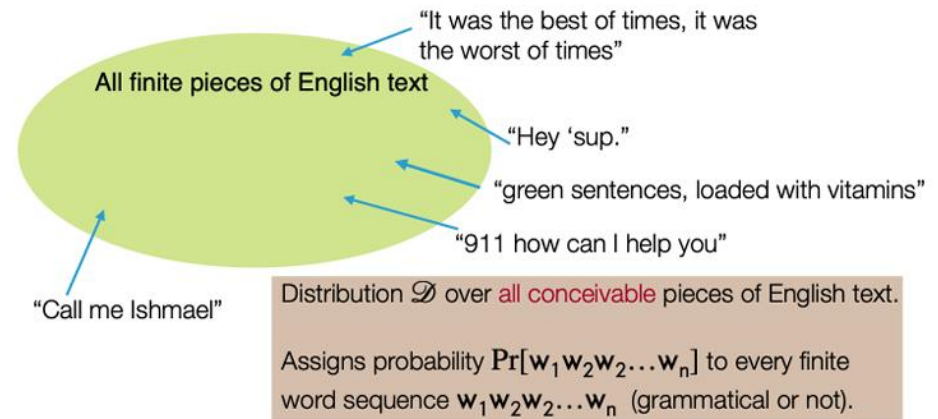 “It was the best of times, it was
the worst of times”
All finite pieces of English text
“Hey ‘sup.”
“green sentences, loaded with vitamins”
“911 how can I help you”
“Call me Ishmael”
Distribution 𝒟 over all conceivable pieces of English text.
Assigns probability Pr[w₁w₂w₂…wₙ] to every finite
word sequence w₁w₂w₂…wₙ (grammatical or not).